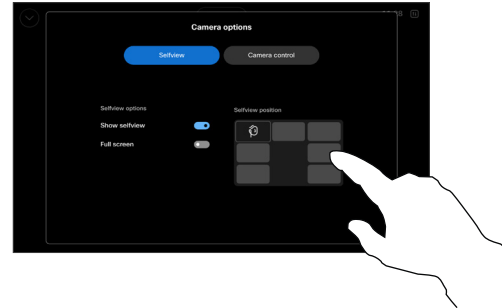 Camera options
Selfview
Camera control
Selfview options
Selfview position
Show selfview
Full screen